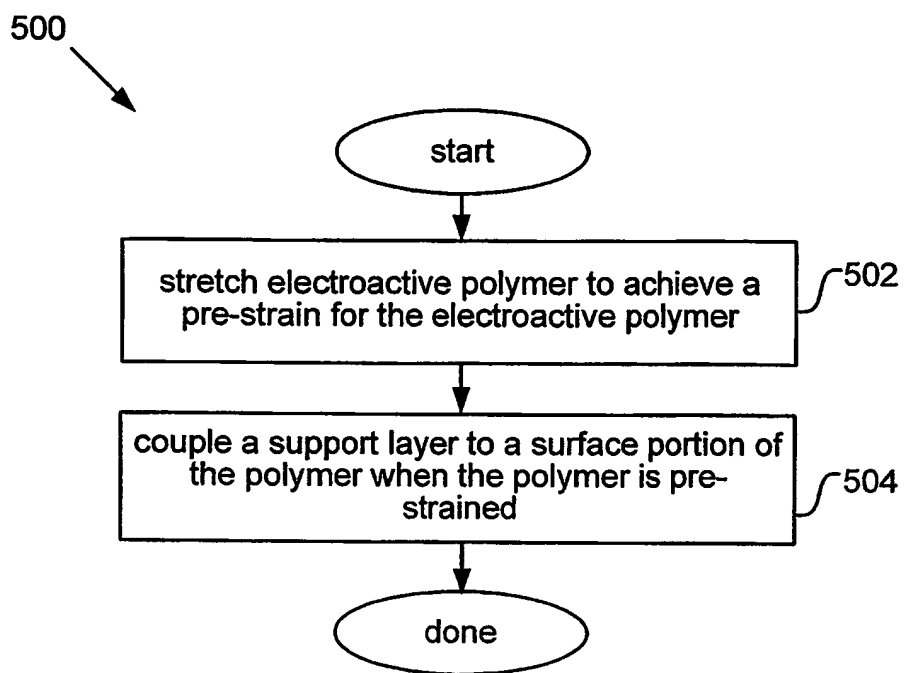 500
start
stretch electroactive polymer to achieve a
pre-strain for the electroactive polymer
502
couple a support layer to a surface portion of
the polymer when the polymer is pre-
strained
504
done